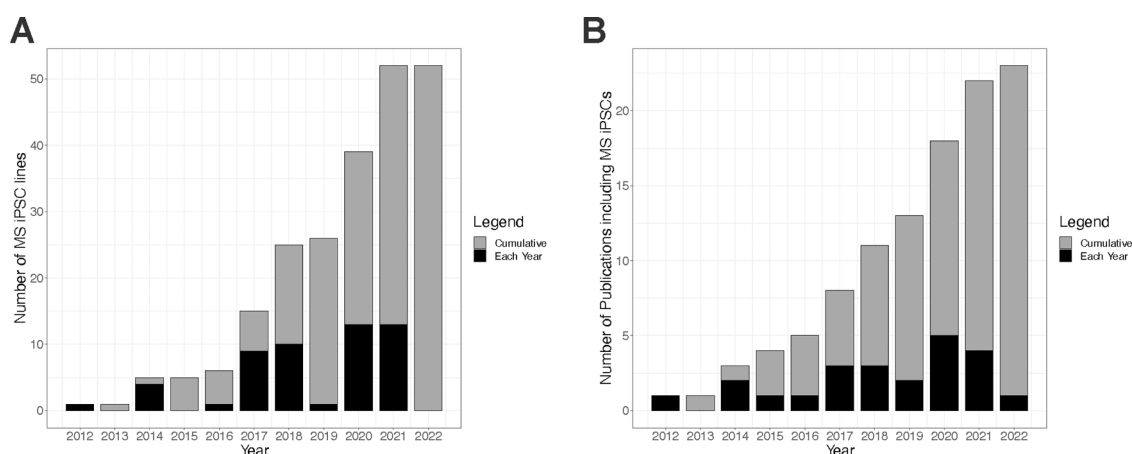 A
Number of MS iPSC lines
50
40
30
20
10
0
2012 2013 2014 2015 2016 2017 2018 2019 2020 2021 2022
Year
Legend
Cumulative
Each Year
B
Number of Publications including MS iPSCs
20
15
10
5
0
2012 2013 2014 2015 2016 2017 2018 2019 2020 2021 2022
Year
Legend
Cumulative
Each Year